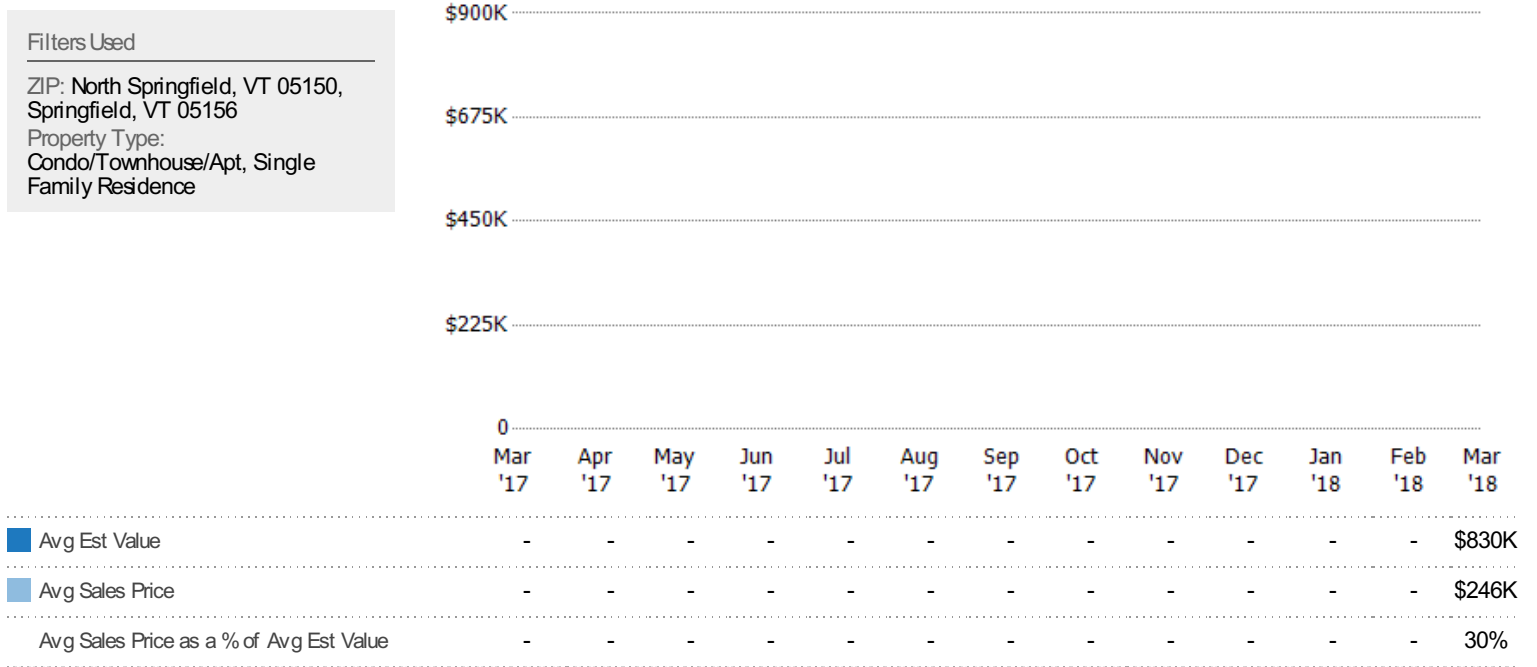 Filters Used
ZIP: North Springfield, VT 05150,
Springfield, VT 05156
Property Type:
Condo/Townhouse/Apt, Single
Family Residence
$900K
$675K
$450K
$225K
0
Mar Apr May Jun Jul Aug Sep Oct Nov Dec Jan Feb Mar
'17 '17 '17 '17 '17 '17 '17 '17 '17 '17 '18 '18 '18
Avg Est Value - - - - - - - - - - - - $830K
Avg Sales Price - - - - - - - - - - - - $246K
Avg Sales Price as a % of Avg Est Value - - - - - - - - - - - - 30%